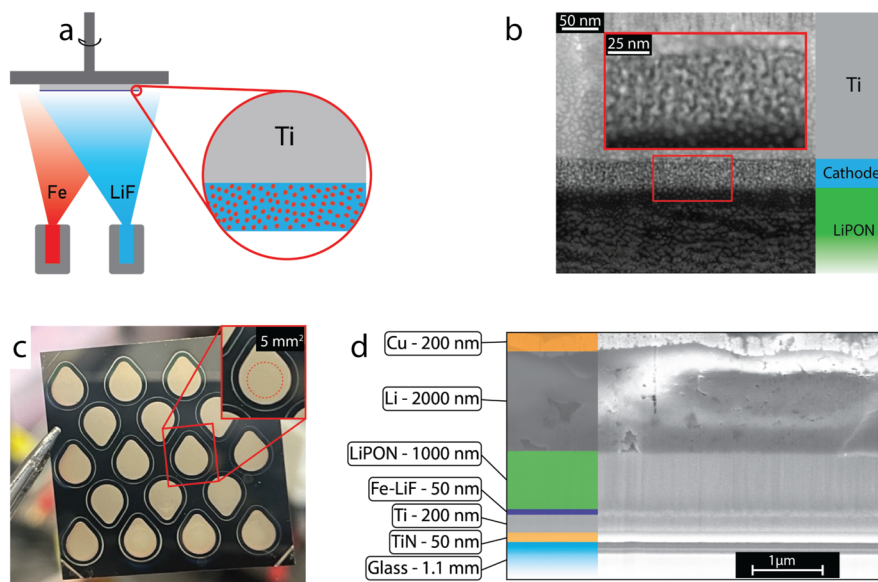 a
Ti
Fe
LiF
b
50 nm
25 nm
Ti
Cathode
LiPON
c
5 mm²
d
Cu - 200 nm
Li - 2000 nm
LiPON - 1000 nm
Fe-LiF - 50 nm
Ti - 200 nm
TiN - 50 nm
Glass - 1.1 mm
1µm